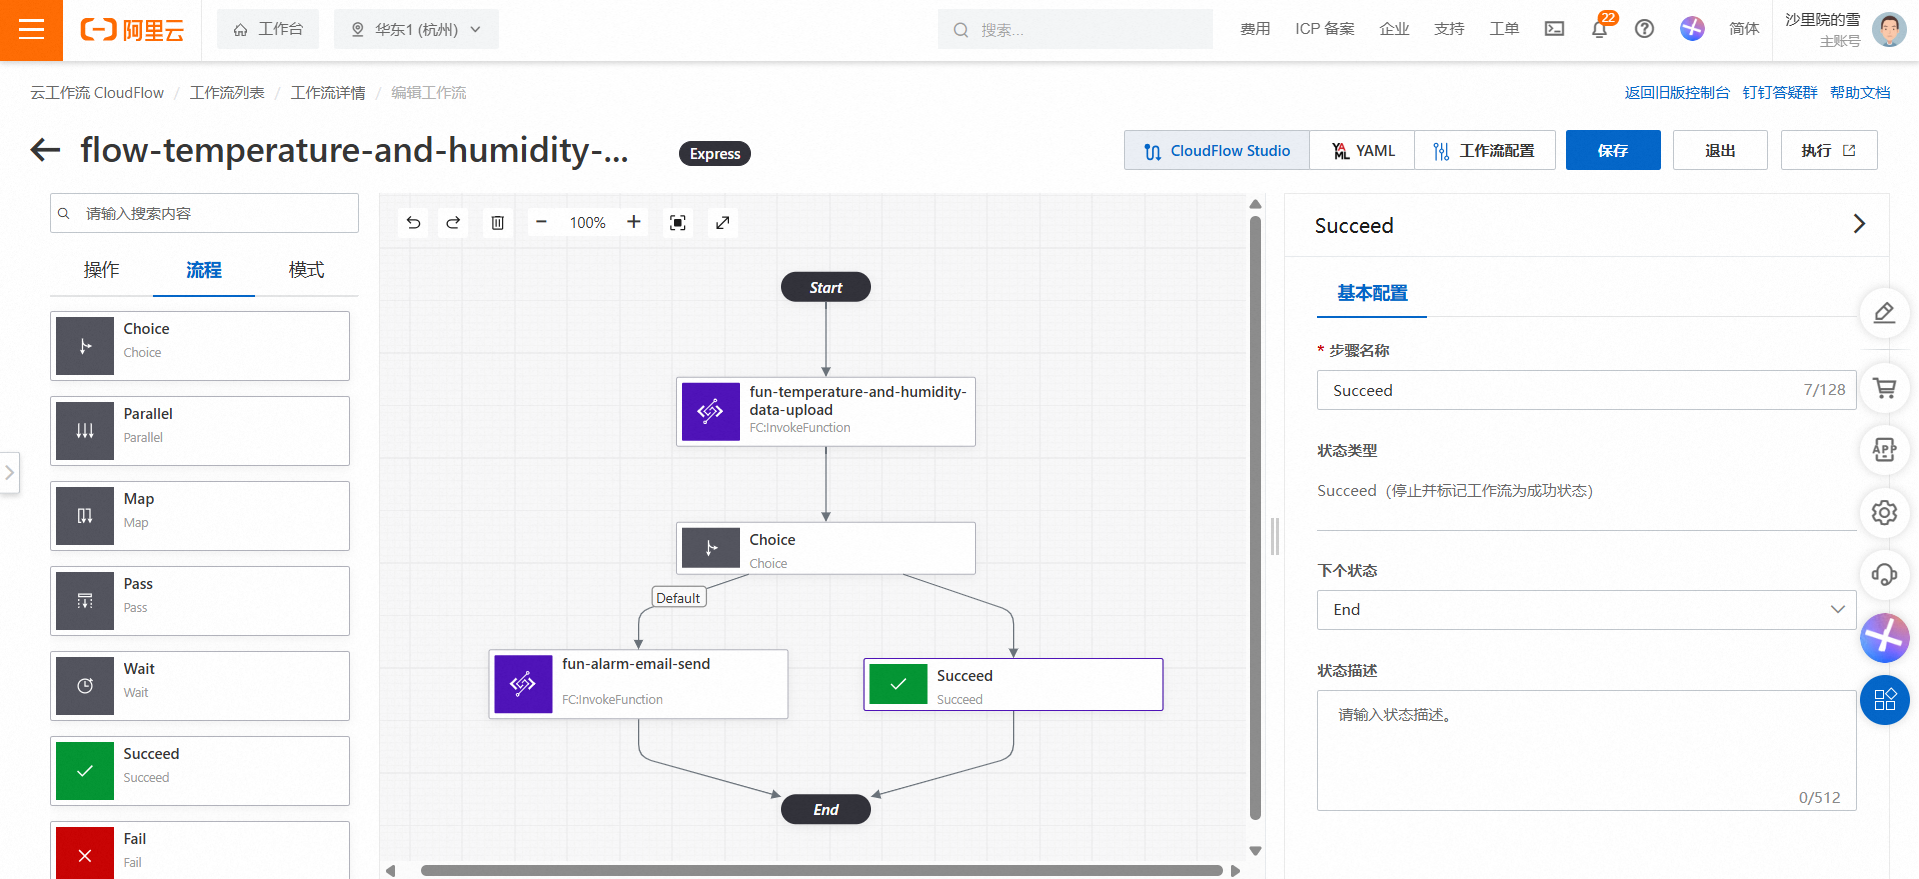 阿里云
工作台
华东1 (杭州)
搜索...
费用
ICP 备案
企业
支持
工单
22
简体
沙里院的雪
主账号
云工作流 CloudFlow / 工作流列表 / 工作流详情 / 编辑工作流
返回旧版控制台 钉钉答疑群 帮助文档
flow-temperature-and-humidity-...
Express
CloudFlow Studio
YAML
YAML
工作流配置
保存
退出
执行
请输入搜索内容
操作
流程
模式
Choice
Choice
Parallel
Parallel
Map
Map
Pass
Pass
Wait
Wait
Succeed
Succeed
Fail
Fail
100%
Start
fun-temperature-and-humidity-
data-upload
FC:InvokeFunction
Choice
Choice
Default
fun-alarm-email-send
FC:InvokeFunction
Succeed
Succeed
End
Succeed
基本配置
* 步骤名称
Succeed
7/128
状态类型
Succeed（停止并标记工作流为成功状态）
下个状态
End
状态描述
请输入状态描述。
0/512
APP